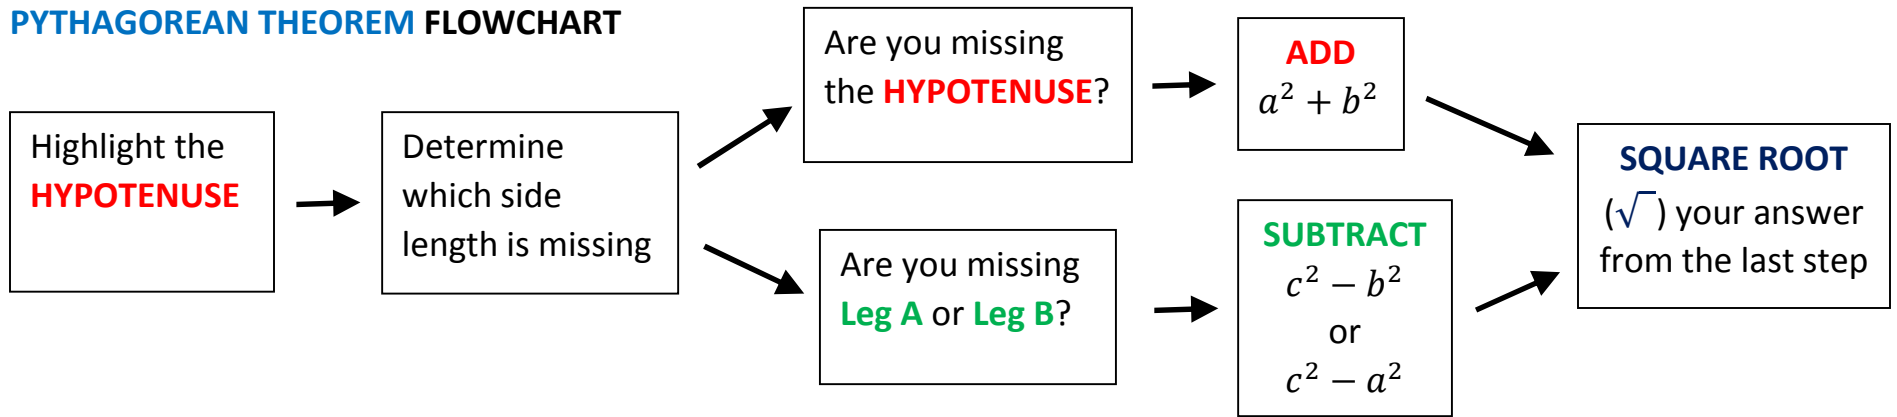 PYTHAGOREAN THEOREM FLOWCHART
Highlight the
HYPOTENUSE
Determine
which side
length is missing
Are you missing
the HYPOTENUSE?
ADD
a² + b²
Are you missing
Leg A or Leg B?
SUBTRACT
c² − b²
or
c² − a²
SQUARE ROOT
(√ ) your answer
from the last step